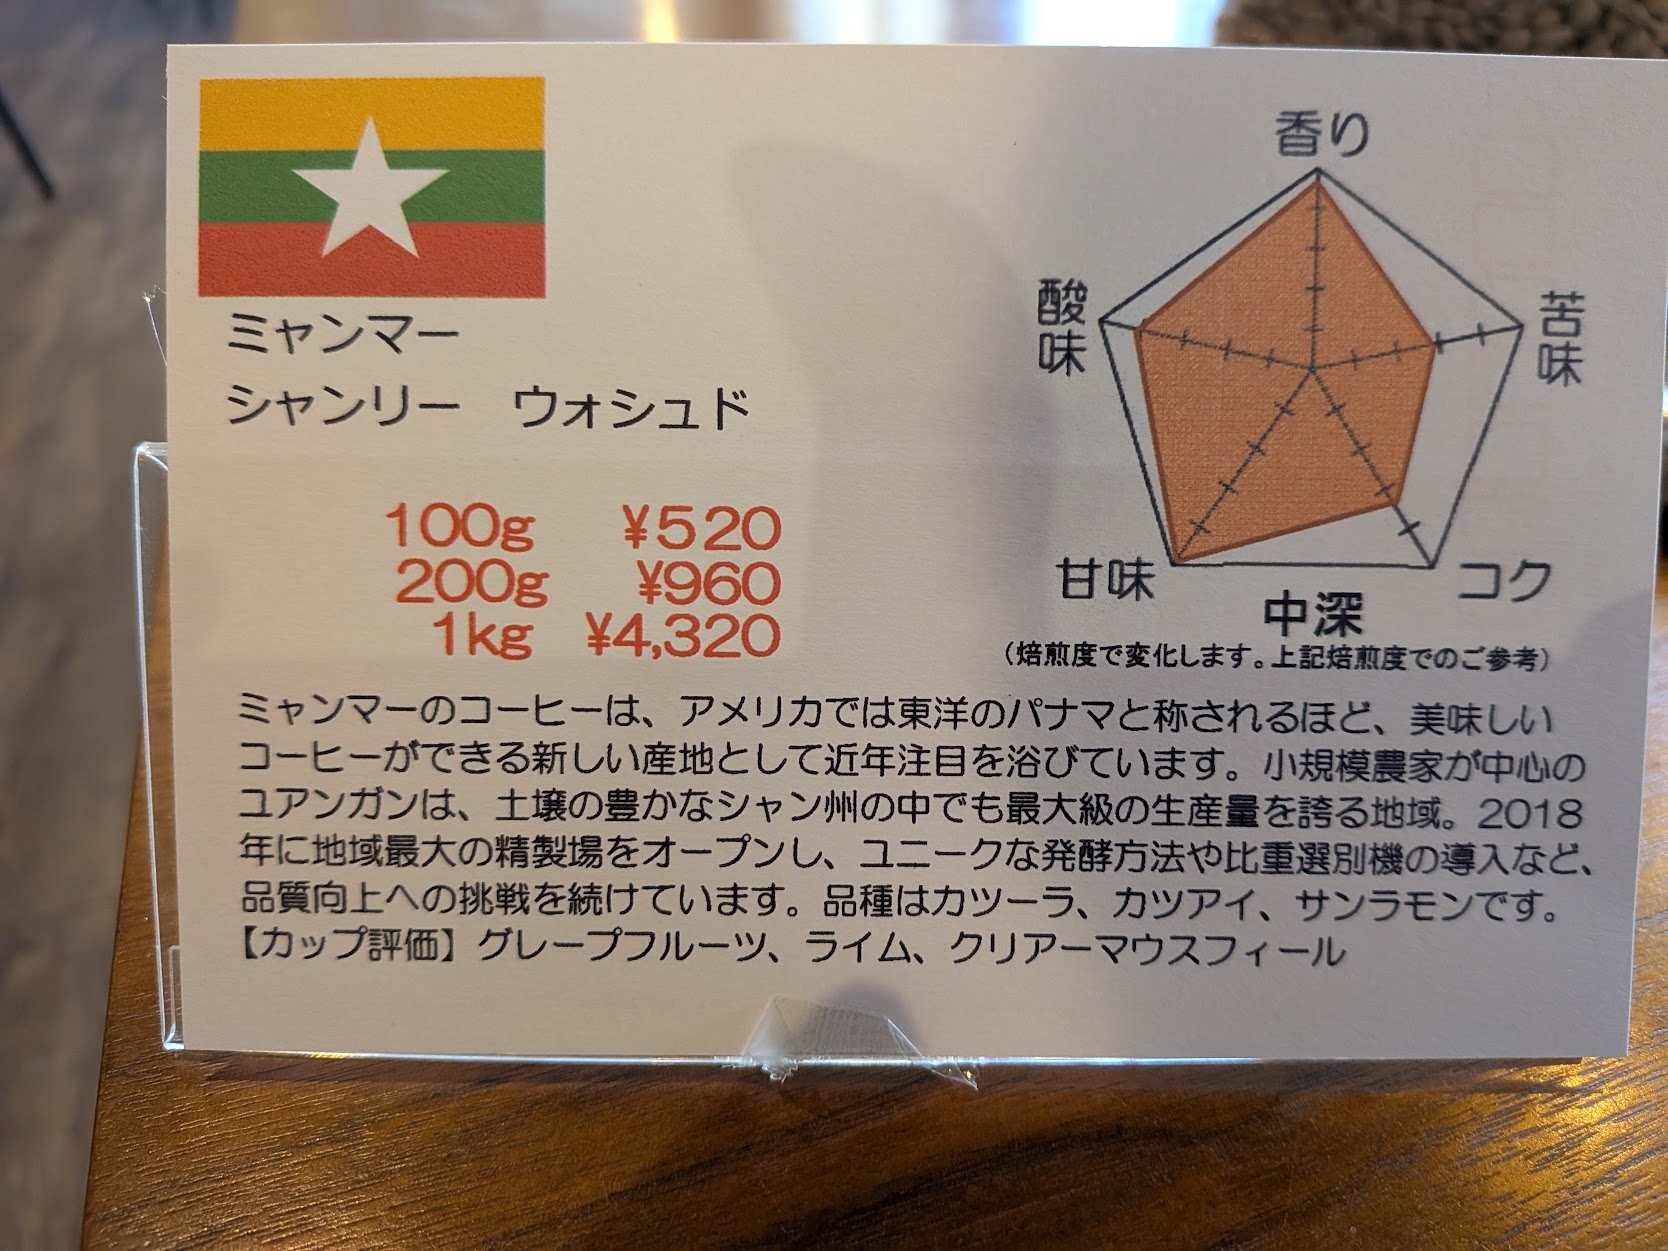 ミャンマー
シャンリー　ウォシュド
100g ¥520
200g ¥960
1kg ¥4,320
香り
酸味
苦味
甘味
コク
中深
（焙煎度で変化します。上記焙煎度でのご参考）
ミャンマーのコーヒーは、アメリカでは東洋のパナマと称されるほど、美味しい
コーヒーができる新しい産地として近年注目を浴びています。小規模農家が中心の
ユアンガンは、土壌の豊かなシャン州の中でも最大級の生産量を誇る地域。2018
年に地域最大の精製場をオープンし、ユニークな発酵方法や比重選別機の導入など、
品質向上への挑戦を続けています。品種はカツーラ、カツアイ、サンラモンです。
【カップ評価】グレープフルーツ、ライム、クリアーマウスフィール